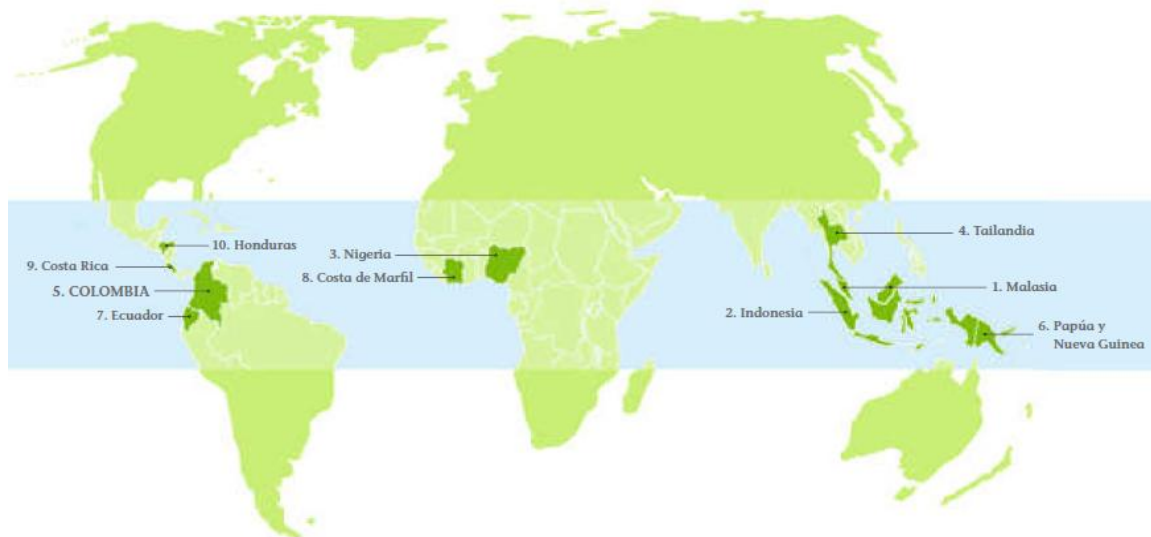 10. Honduras
9. Costa Rica
5. COLOMBIA
7. Ecuador
3. Nigeria
8. Costa de Marfil
4. Tailandia
1. Malasia
2. Indonesia
6. Papúa y
Nueva Guinea